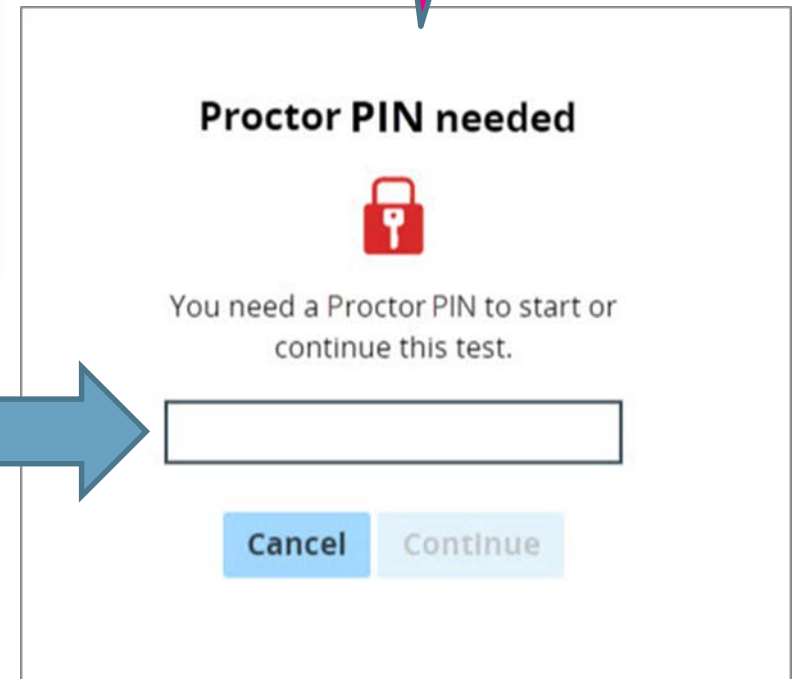 Proctor PIN needed
You need a Proctor PIN to start or
continue this test.
Cancel Continue